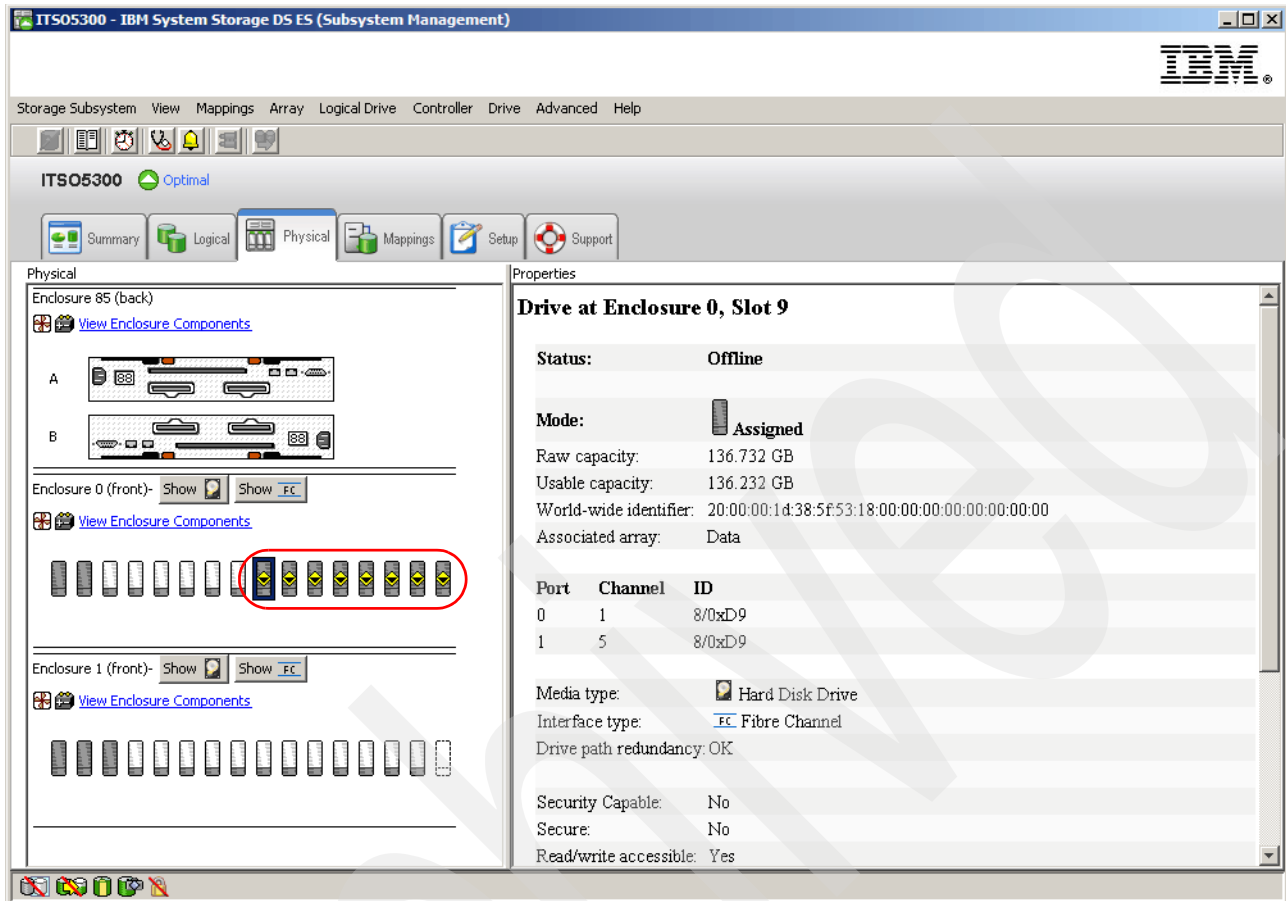 ITSO5300 - IBM System Storage DS ES (Subsystem Management)
IBM®
Storage Subsystem View Mappings Array Logical Drive Controller Drive Advanced Help
ITSO5300 Optimal
Summary Logical Physical Mappings Setup Support
Physical
Enclosure 85 (back)
View Enclosure Components
A
88
B
88
Enclosure 0 (front)- Show Show FC
View Enclosure Components
Enclosure 1 (front)- Show Show FC
View Enclosure Components
Properties
Drive at Enclosure 0, Slot 9
Status: Offline
Mode: Assigned
Raw capacity: 136.732 GB
Usable capacity: 136.232 GB
World-wide identifier: 20:00:00:1d:38:5f:53:18:00:00:00:00:00:00:00:00
Associated array: Data
Port Channel ID
0 1 8/0xD9
1 5 8/0xD9
Media type: Hard Disk Drive
Interface type: FC Fibre Channel
Drive path redundancy: OK
Security Capable: No
Secure: No
Read/write accessible: Yes